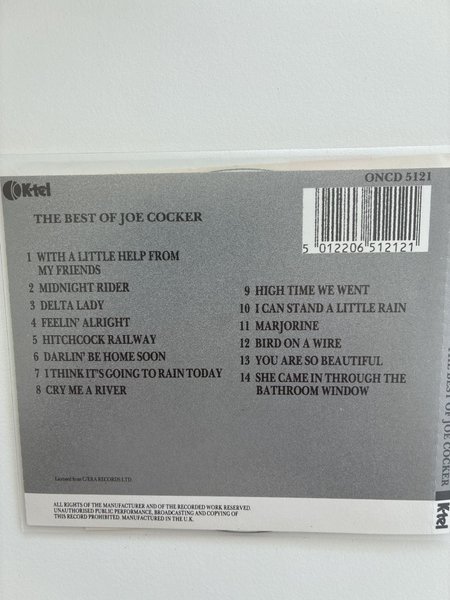 K-tel
ONCD 5121
THE BEST OF JOE COCKER
5 012206 512121
1 WITH A LITTLE HELP FROM
MY FRIENDS
2 MIDNIGHT RIDER
3 DELTA LADY
4 FEELIN' ALRIGHT
5 HITCHCOCK RAILWAY
6 DARLIN' BE HOME SOON
7 I THINK IT'S GOING TO RAIN TODAY
8 CRY ME A RIVER
9 HIGH TIME WE WENT
10 I CAN STAND A LITTLE RAIN
11 MARJORINE
12 BIRD ON A WIRE
13 YOU ARE SO BEAUTIFUL
14 SHE CAME IN THROUGH THE
BATHROOM WINDOW
Licensed from CERA RECORDS LTD
ALL RIGHTS OF THE MANUFACTURER AND OF THE RECORDED WORK RESERVED.
UNAUTHORISED PUBLIC PERFORMANCE, BROADCASTING AND COPYING OF
THIS RECORD PROHIBITED. MANUFACTURED IN THE U.K.
THE BEST OF JOE COCKER
K-tel